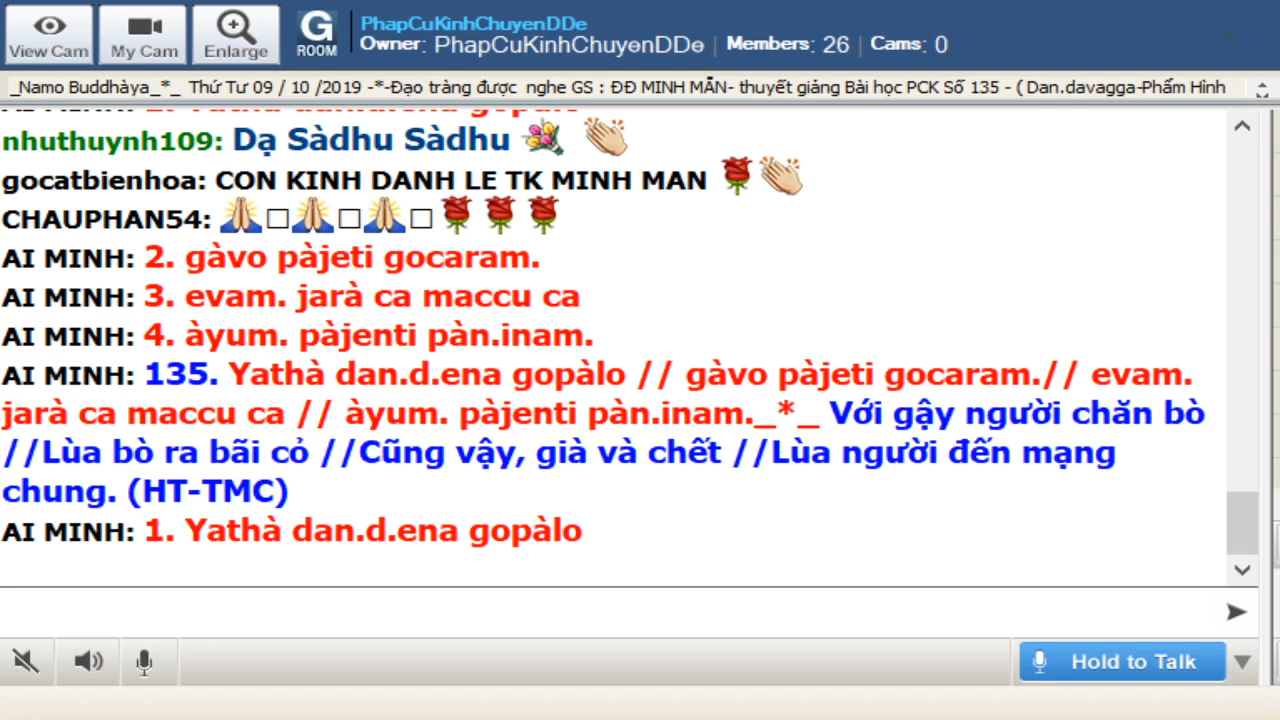 View Cam
My Cam
Enlarge
G
ROOM
PhapCuKinhChuyenDDe
Owner: PhapCuKinhChuyenDDe | Members: 26 | Cams: 0
_Namo Buddhàya_*_ Thứ Tư 09 / 10 /2019 -*-Đạo tràng được nghe GS : ĐĐ MINH MẪN- thuyết giảng Bài học PCK Số 135 - ( Dan.davagga-Phẩm Hình
nhuthuynh109: Dạ Sàdhu Sàdhu
gocatbienhoa: CON KINH DANH LE TK MINH MAN
CHAUPHAN54:
AI MINH: 2. gàvo pàjeti gocaram.
AI MINH: 3. evam. jarà ca maccu ca
AI MINH: 4. àyum. pàjenti pàn.inam.
AI MINH: 135. Yathà dan.d.ena gopàlo // gàvo pàjeti gocaram.// evam.
jarà ca maccu ca // àyum. pàjenti pàn.inam._*_ Với gậy người chăn bò
//Lùa bò ra bãi cỏ //Cũng vậy, già và chết //Lùa người đến mạng
chung. (HT-TMC)
AI MINH: 1. Yathà dan.d.ena gopàlo
Hold to Talk